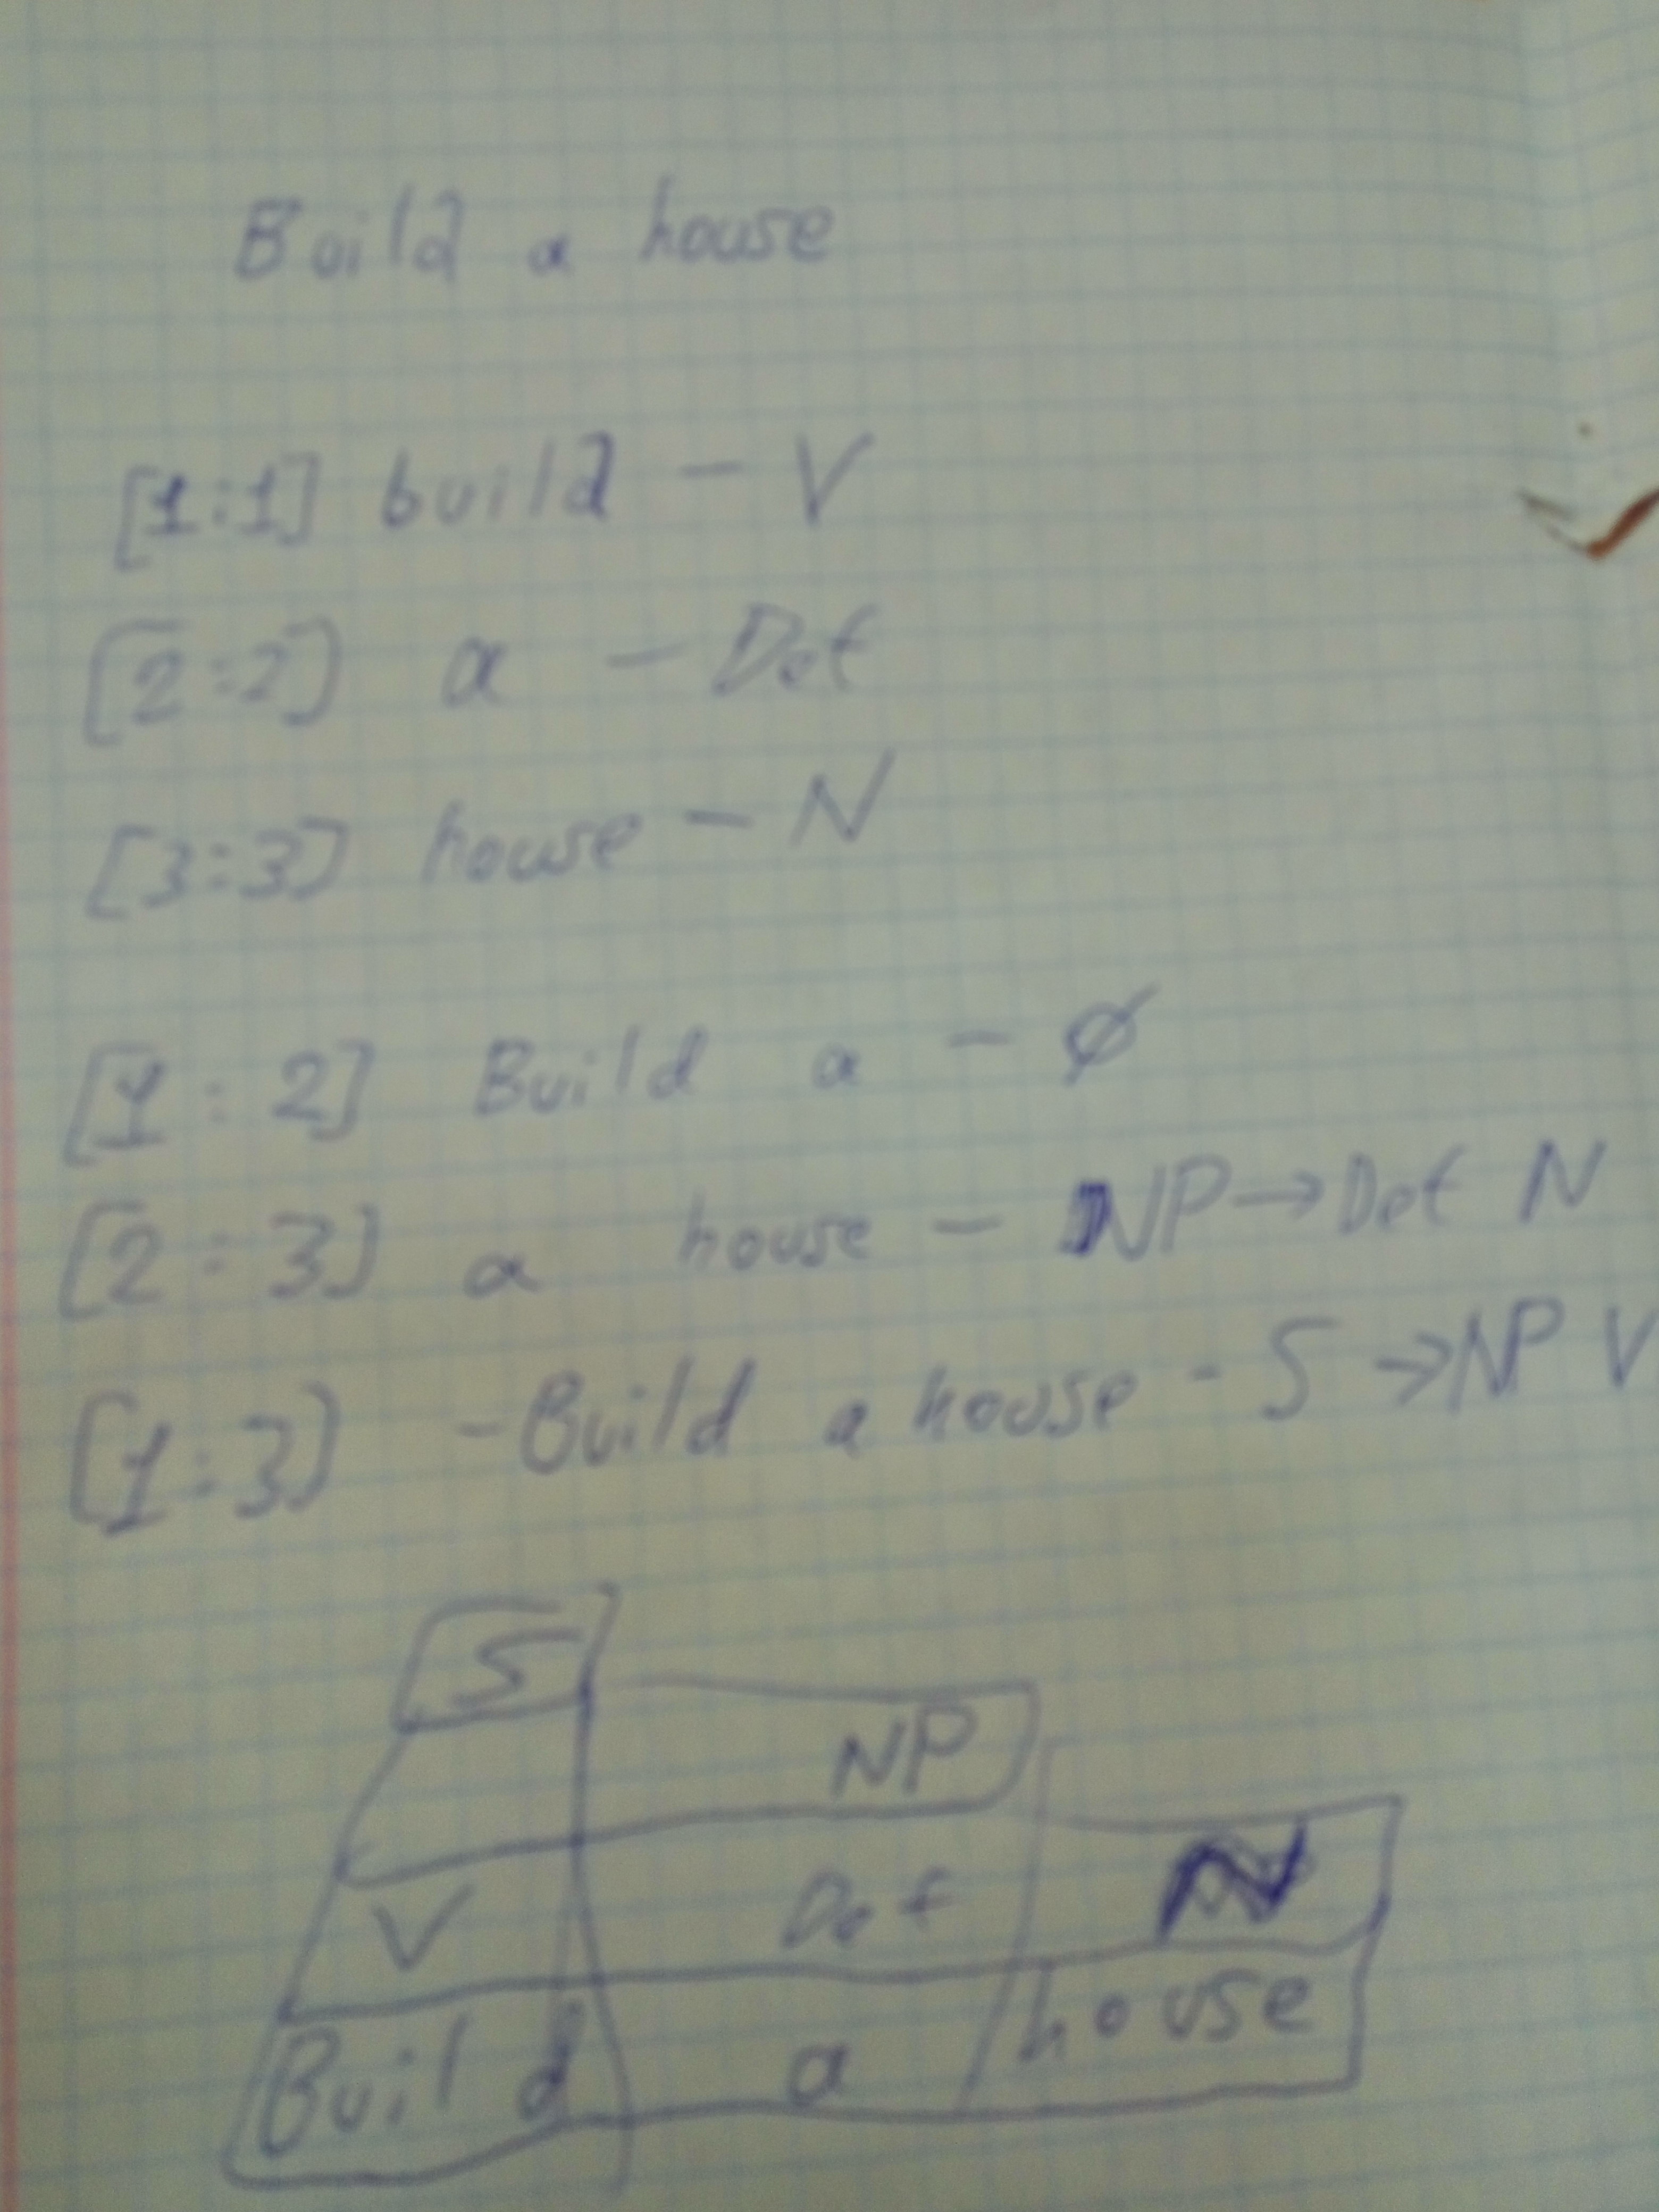 Build a house
[1:1] build - V
[2:2] a - Det
[3:3] house - N
[1:2] Build a - ∅
[2:3] a house - NP → Det N
[1:3] - Build a house - S → NP V
S
NP
V Det N
Build a house